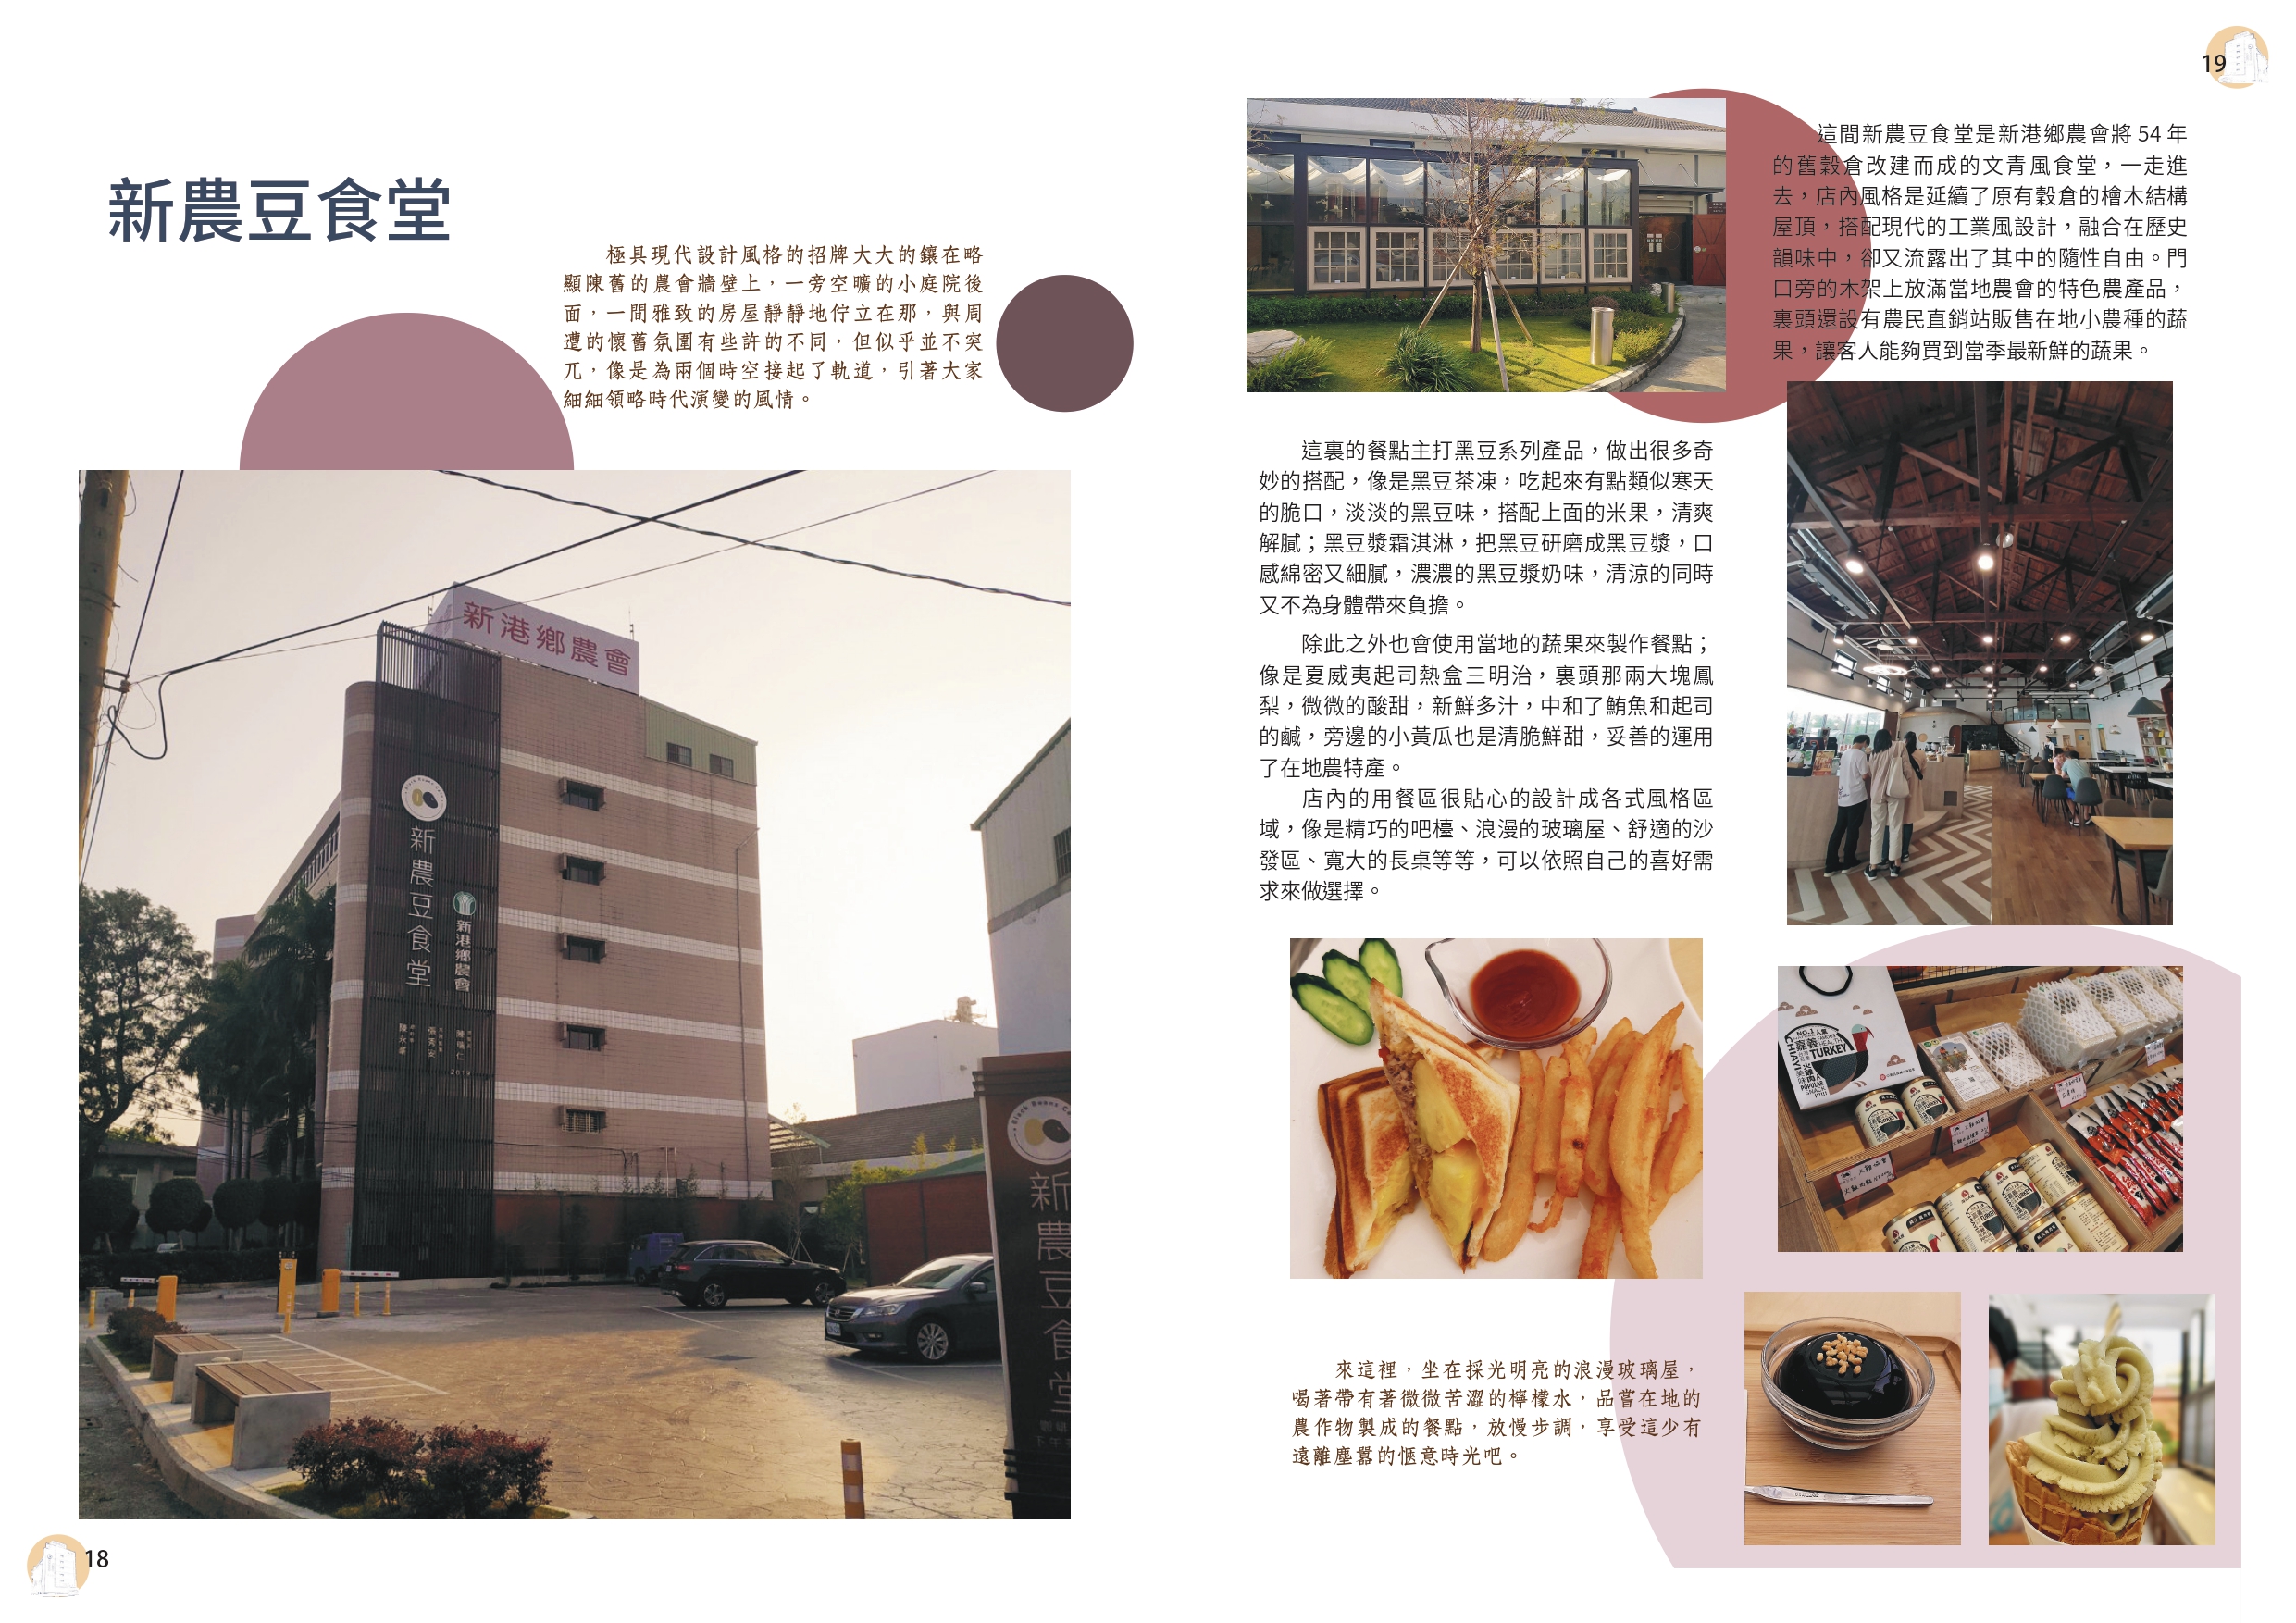 新農豆食堂
極具現代設計風格的招牌大大的鑲在略
顯陳舊的農會牆壁上，一旁空曠的小庭院後
面，一間雅致的房屋靜靜地佇立在那，與周
遭的懷舊氛圍有些許的不同，但似乎並不突
兀，像是為兩個時空接起了軌道，引著大家
細細領略時代演變的風情。
新港鄉農會
新農豆食堂
新港鄉農會
2019
新農豆食堂
18
19
這間新農豆食堂是新港鄉農會將 54 年
的舊穀倉改建而成的文青風食堂，一走進
去，店內風格是延續了原有穀倉的檜木結構
屋頂，搭配現代的工業風設計，融合在歷史
韻味中，卻又流露出了其中的隨性自由。門
口旁的木架上放滿當地農會的特色農產品，
裏頭還設有農民直銷站販售在地小農種的蔬
果，讓客人能夠買到當季最新鮮的蔬果。
這裏的餐點主打黑豆系列產品，做出很多奇
妙的搭配，像是黑豆茶凍，吃起來有點類似寒天
的脆口，淡淡的黑豆味，搭配上面的米果，清爽
解膩；黑豆漿霜淇淋，把黑豆研磨成黑豆漿，口
感綿密又細膩，濃濃的黑豆漿奶味，清涼的同時
又不為身體帶來負擔。
除此之外也會使用當地的蔬果來製作餐點；
像是夏威夷起司熱盒三明治，裏頭那兩大塊鳳
梨，微微的酸甜，新鮮多汁，中和了鮪魚和起司
的鹹，旁邊的小黃瓜也是清脆鮮甜，妥善的運用
了在地農特產。
店內的用餐區很貼心的設計成各式風格區
域，像是精巧的吧檯、浪漫的玻璃屋、舒適的沙
發區、寬大的長桌等等，可以依照自己的喜好需
求來做選擇。
NO.1 人氣
嘉義
CHIAYI
TURKEY
火雞肉
POPULAR
SNACK
來這裡，坐在採光明亮的浪漫玻璃屋，
喝著帶有著微微苦澀的檸檬水，品嘗在地的
農作物製成的餐點，放慢步調，享受這少有
遠離塵囂的愜意時光吧。